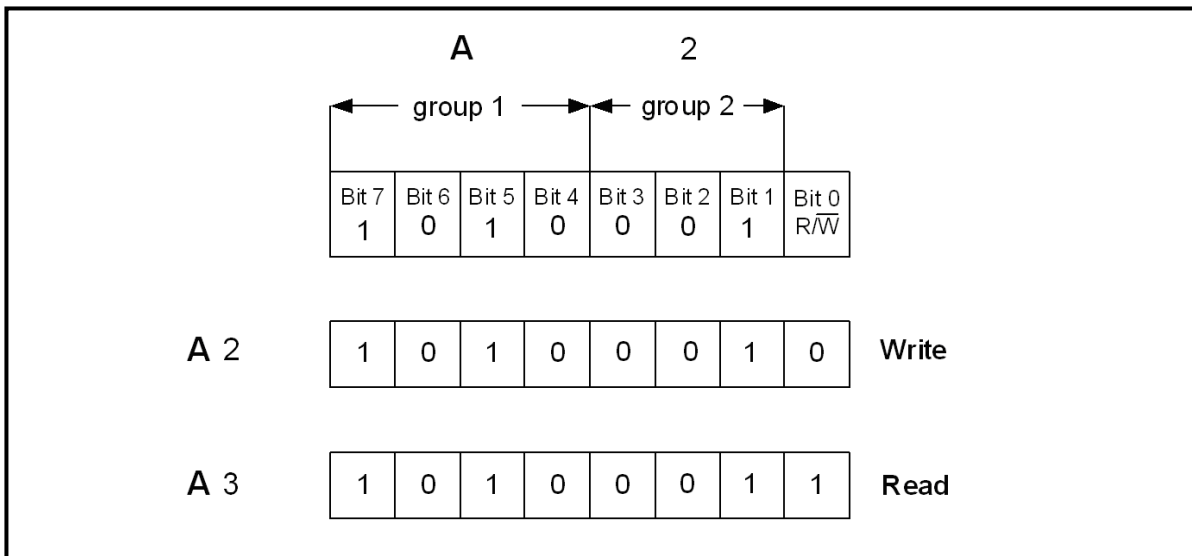 A 2
group 1 group 2
Bit 7 Bit 6 Bit 5 Bit 4 Bit 3 Bit 2 Bit 1 Bit 0
1 0 1 0 0 0 1 R/W̅
A 2 1 0 1 0 0 0 1 0 Write
A 3 1 0 1 0 0 0 1 1 Read